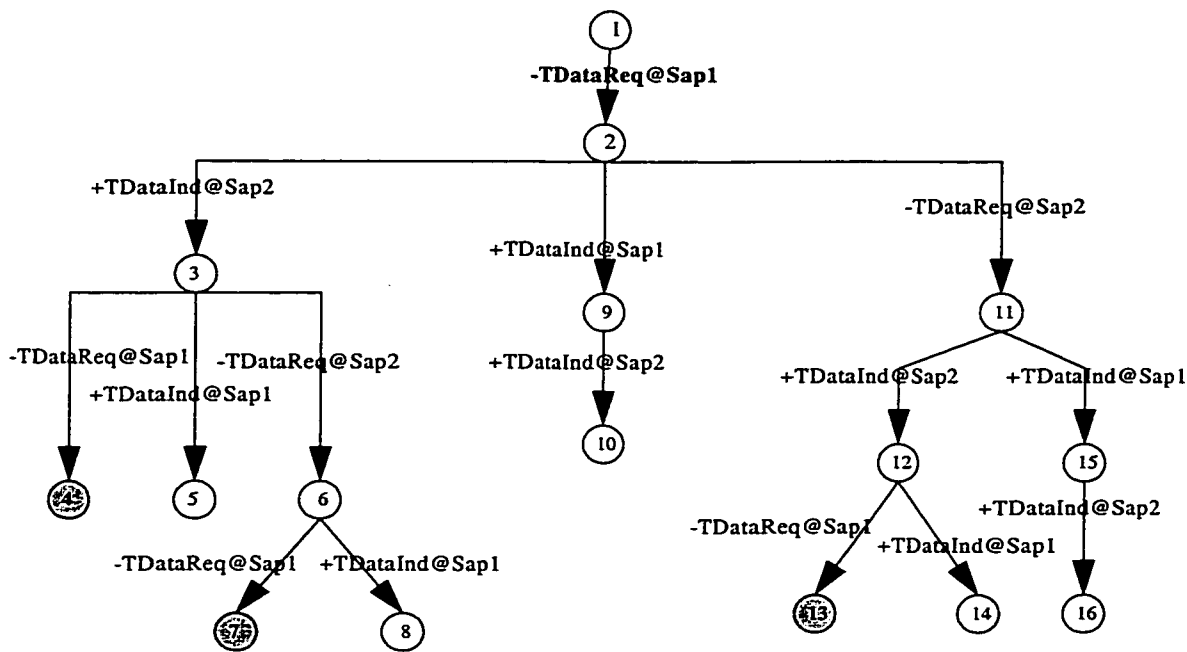 1
-TDataReq@Sap1
2
+TDataInd@Sap2
-TDataReq@Sap2
+TDataInd@Sap1
3
9
11
-TDataReq@Sap1
-TDataReq@Sap2
+TDataInd@Sap2
+TDataInd@Sap2
+TDataInd@Sap1
+TDataInd@Sap1
10
12
15
4
5
6
+TDataInd@Sap2
-TDataReq@Sap1
+TDataInd@Sap1
-TDataReq@Sap1
+TDataInd@Sap1
13
14
16
7
8